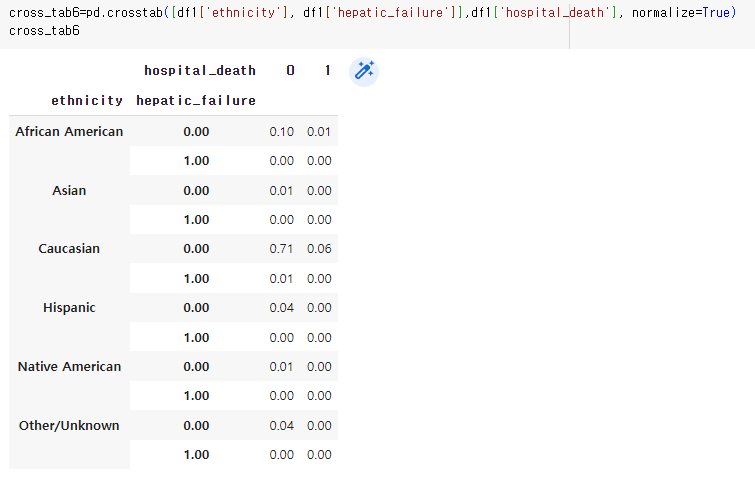 cross_tab6=pd.crosstab([df1['ethnicity'], df1['hepatic_failure']],df1['hospital_death'], normalize=True)
cross_tab6
hospital_death 0 1
ethnicity hepatic_failure
African American 0.00 0.10 0.01
1.00 0.00 0.00
Asian 0.00 0.01 0.00
1.00 0.00 0.00
Caucasian 0.00 0.71 0.06
1.00 0.01 0.00
Hispanic 0.00 0.04 0.00
1.00 0.00 0.00
Native American 0.00 0.01 0.00
1.00 0.00 0.00
Other/Unknown 0.00 0.04 0.00
1.00 0.00 0.00